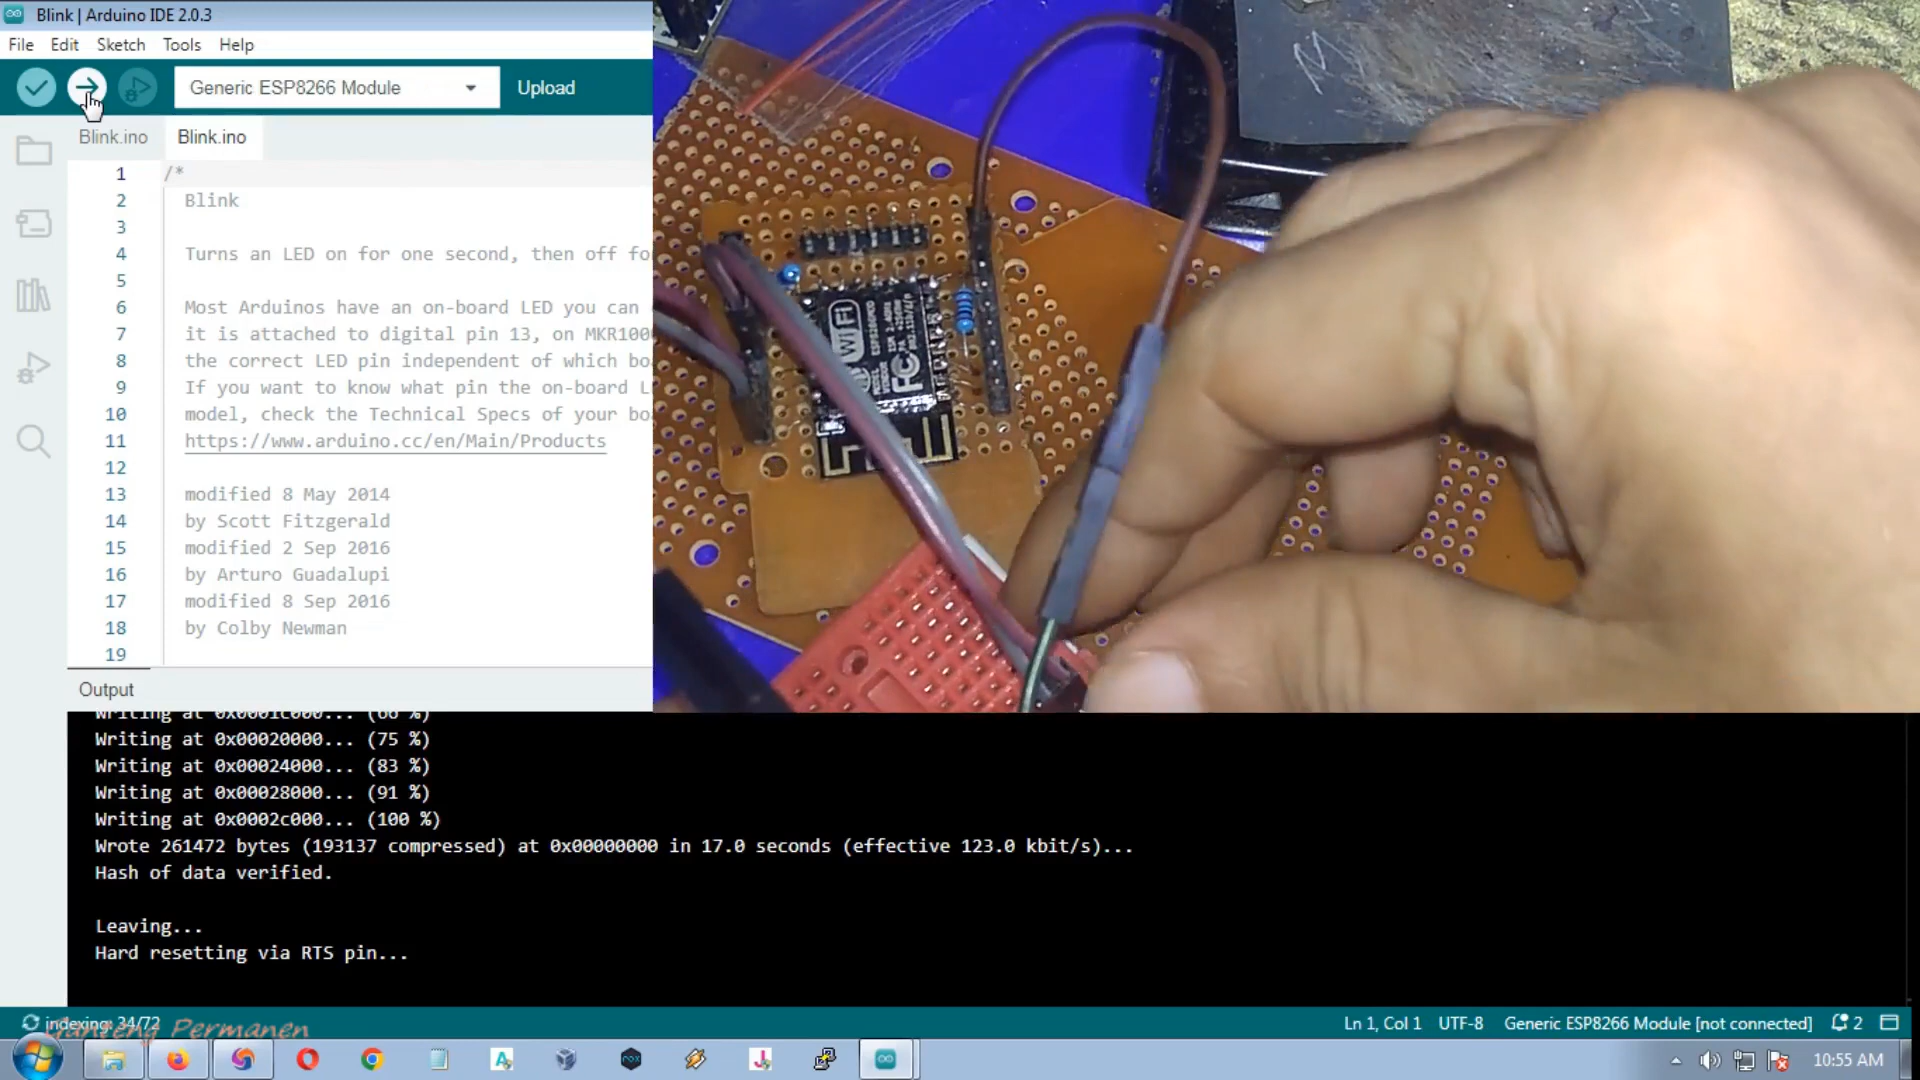 Blink | Arduino IDE 2.0.3
File Edit Sketch Tools Help
Generic ESP8266 Module Upload
Blink.ino Blink.ino
1 /*
2 Blink
3
4 Turns an LED on for one second, then off fo
5
6 Most Arduinos have an on-board LED you can
7 it is attached to digital pin 13, on MKR100
8 the correct LED pin independent of which bo
9 If you want to know what pin the on-board L
10 model, check the Technical Specs of your bo
11 https://www.arduino.cc/en/Main/Products
12
13 modified 8 May 2014
14 by Scott Fitzgerald
15 modified 2 Sep 2016
16 by Arturo Guadalupi
17 modified 8 Sep 2016
18 by Colby Newman
19
WiFi
FC
Output
Writing at 0x0001c000... (66 %)
Writing at 0x00020000... (75 %)
Writing at 0x00024000... (83 %)
Writing at 0x00028000... (91 %)
Writing at 0x0002c000... (100 %)
Wrote 261472 bytes (193137 compressed) at 0x00000000 in 17.0 seconds (effective 123.0 kbit/s)...
Hash of data verified.
Leaving...
Hard resetting via RTS pin...
indexing: 34/72
Ganteng Permanen
Ln 1, Col 1 UTF-8 Generic ESP8266 Module [not connected] 2
10:55 AM